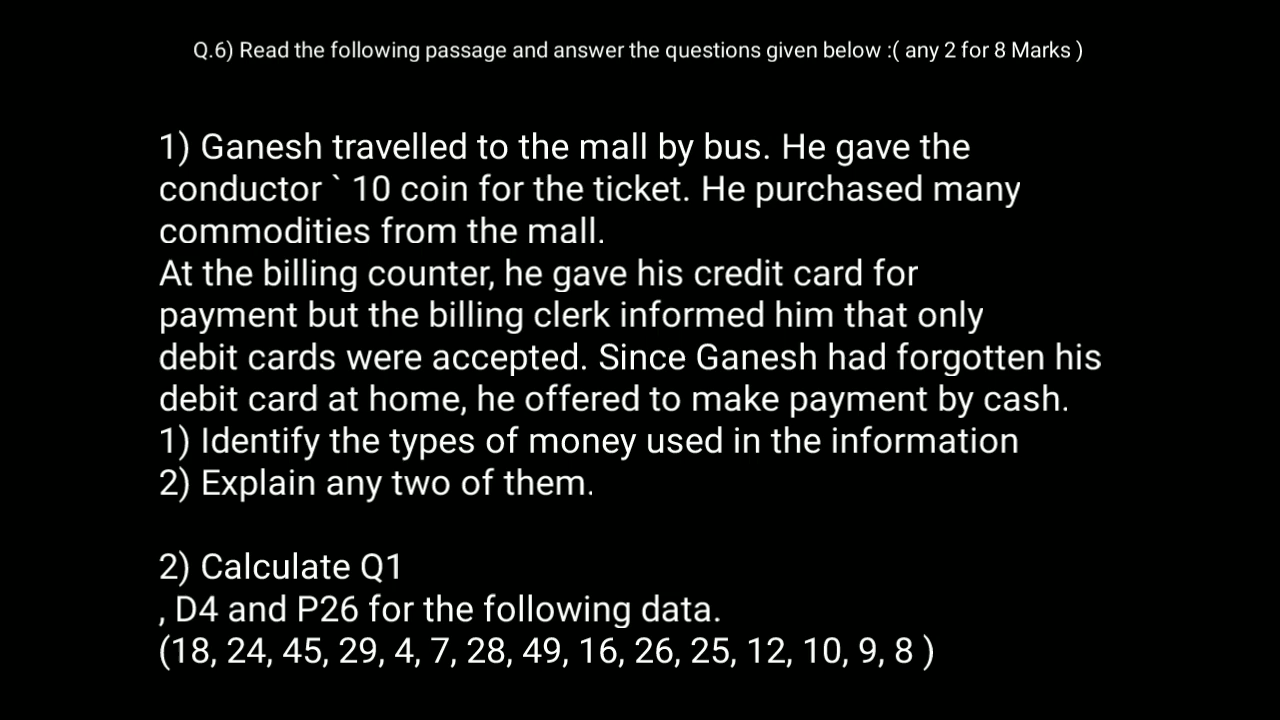 Q.6) Read the following passage and answer the questions given below :( any 2 for 8 Marks )
1) Ganesh travelled to the mall by bus. He gave the
conductor ` 10 coin for the ticket. He purchased many
commodities from the mall.
At the billing counter, he gave his credit card for
payment but the billing clerk informed him that only
debit cards were accepted. Since Ganesh had forgotten his
debit card at home, he offered to make payment by cash.
1) Identify the types of money used in the information
2) Explain any two of them.
2) Calculate Q1
, D4 and P26 for the following data.
(18, 24, 45, 29, 4, 7, 28, 49, 16, 26, 25, 12, 10, 9, 8 )